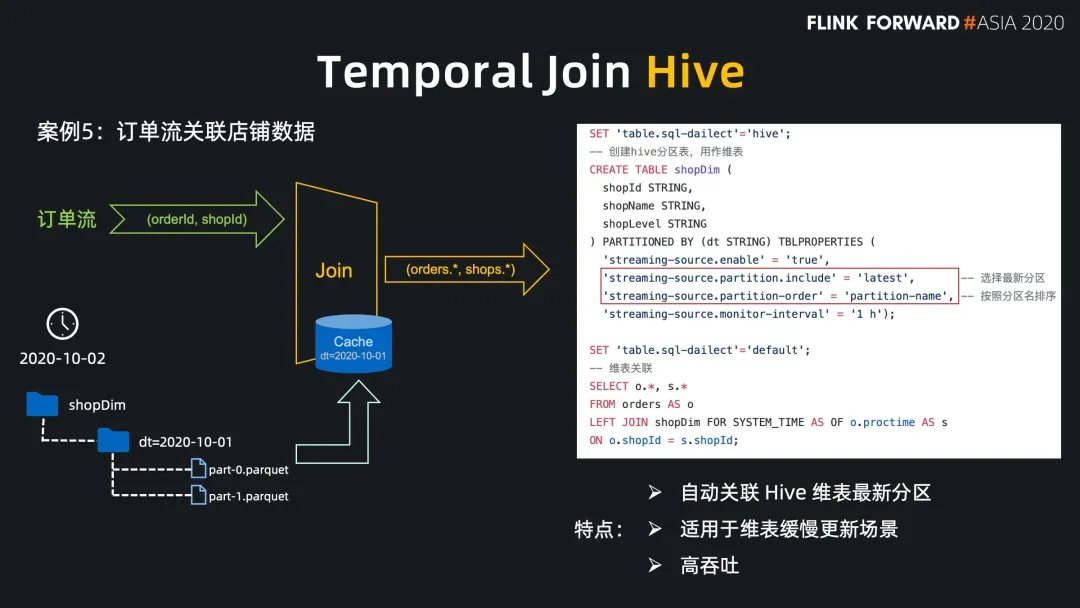 FLINK FORWARD #ASIA 2020
Temporal Join Hive
案例5：订单流关联店铺数据
订单流
(orderId, shopId)
Join
(orders.*, shops.*)
Cache
dt=2020-10-01
2020-10-02
shopDim
dt=2020-10-01
part-0.parquet
part-1.parquet
SET 'table.sql-dailect'='hive';
-- 创建hive分区表，用作维表
CREATE TABLE shopDim (
shopId STRING,
shopName STRING,
shopLevel STRING
) PARTITIONED BY (dt STRING) TBLPROPERTIES (
'streaming-source.enable' = 'true',
'streaming-source.partition.include' = 'latest', -- 选择最新分区
'streaming-source.partition-order' = 'partition-name', -- 按照分区名排序
'streaming-source.monitor-interval' = '1 h');
SET 'table.sql-dailect'='default';
-- 维表关联
SELECT o.*, s.*
FROM orders AS o
LEFT JOIN shopDim FOR SYSTEM_TIME AS OF o.proctime AS s
ON o.shopId = s.shopId;
特点：
➢ 自动关联 Hive 维表最新分区
➢ 适用于维表缓慢更新场景
➢ 高吞吐